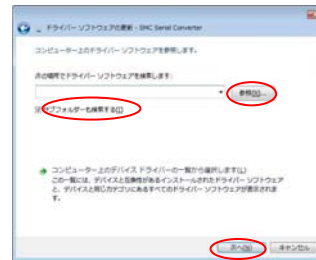 ドライバー ソフトウェアの更新 - SMC Serial Converter
コンピューター上のドライバー ソフトウェアを参照します。
次の場所でドライバー ソフトウェアを検索します:
参照(R)...
サブフォルダーも検索する(I)
コンピューター上のデバイス ドライバーの一覧から選択します(L)
この一覧には、デバイスと互換性があるインストールされたドライバー ソフトウェア
と、デバイスと同じカテゴリにあるすべてのドライバー ソフトウェアが表示されま
す。
次へ(N)
キャンセル